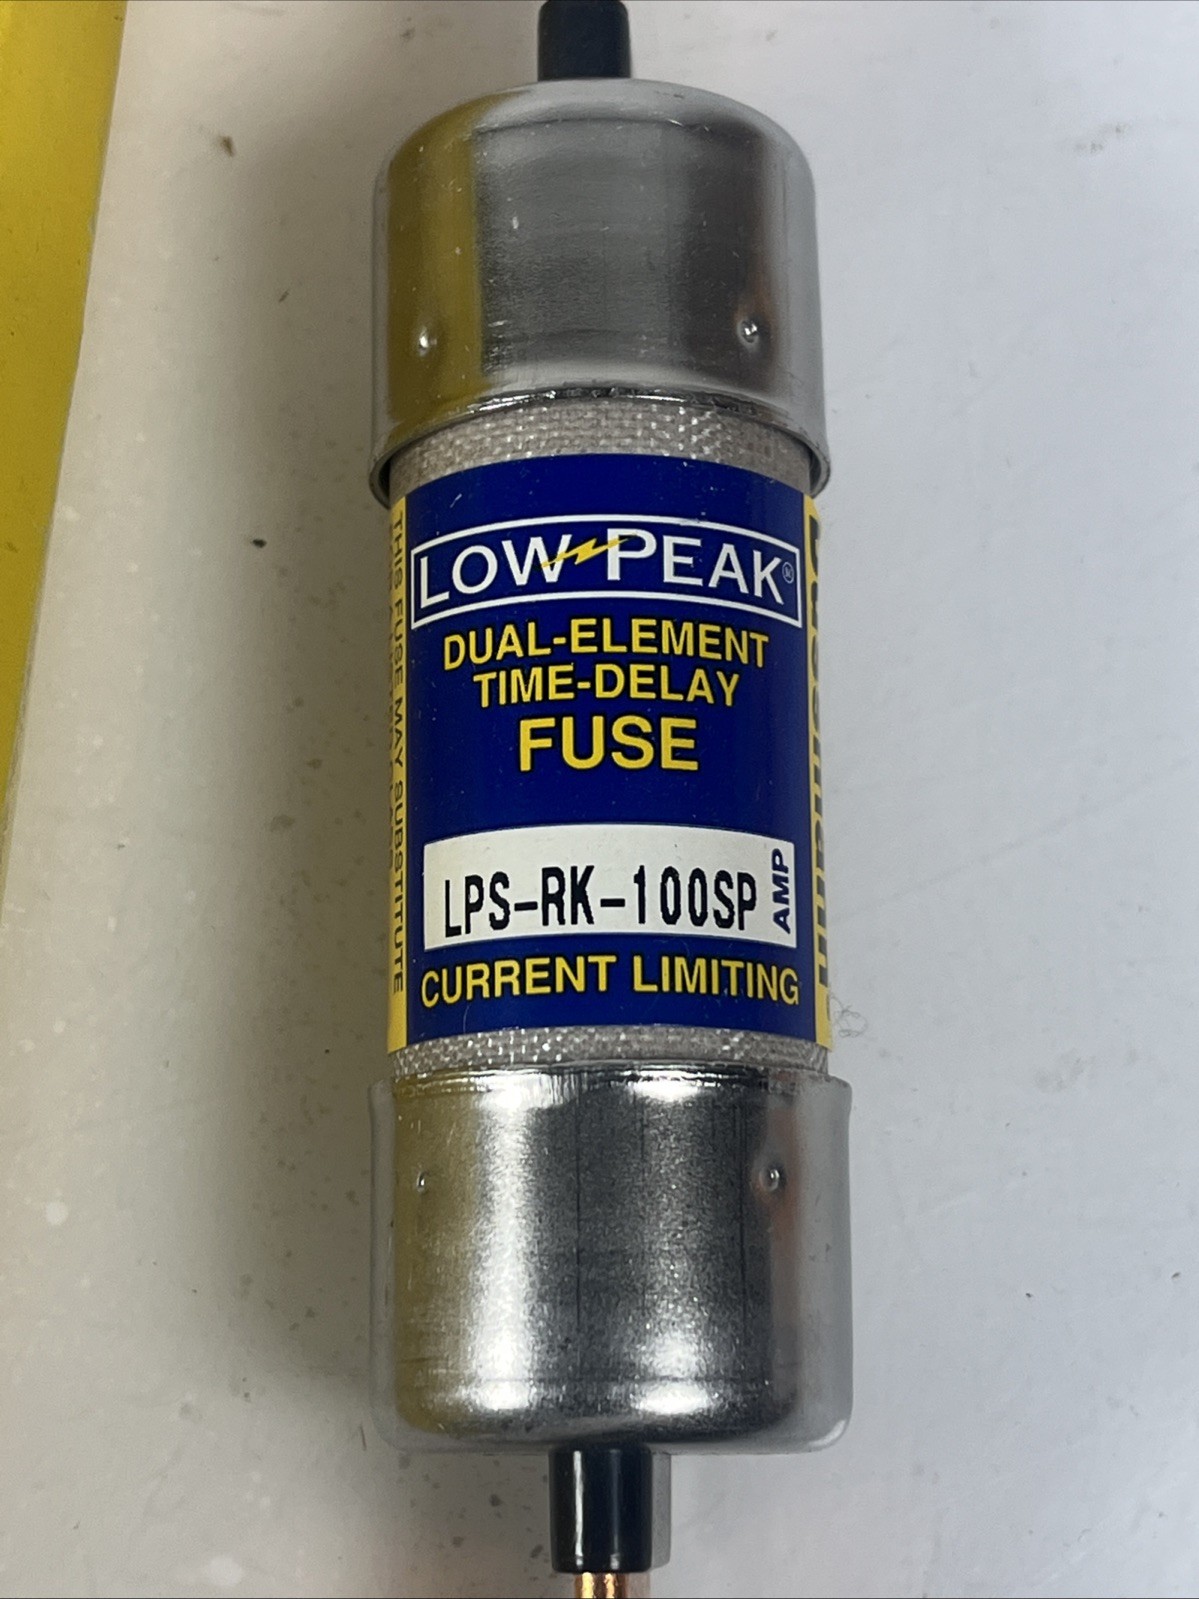 LOW-PEAK®
DUAL-ELEMENT
TIME-DELAY
FUSE
LPS-RK-100SP AMP
CURRENT LIMITING
THIS FUSE MAY SUBSTITUTE